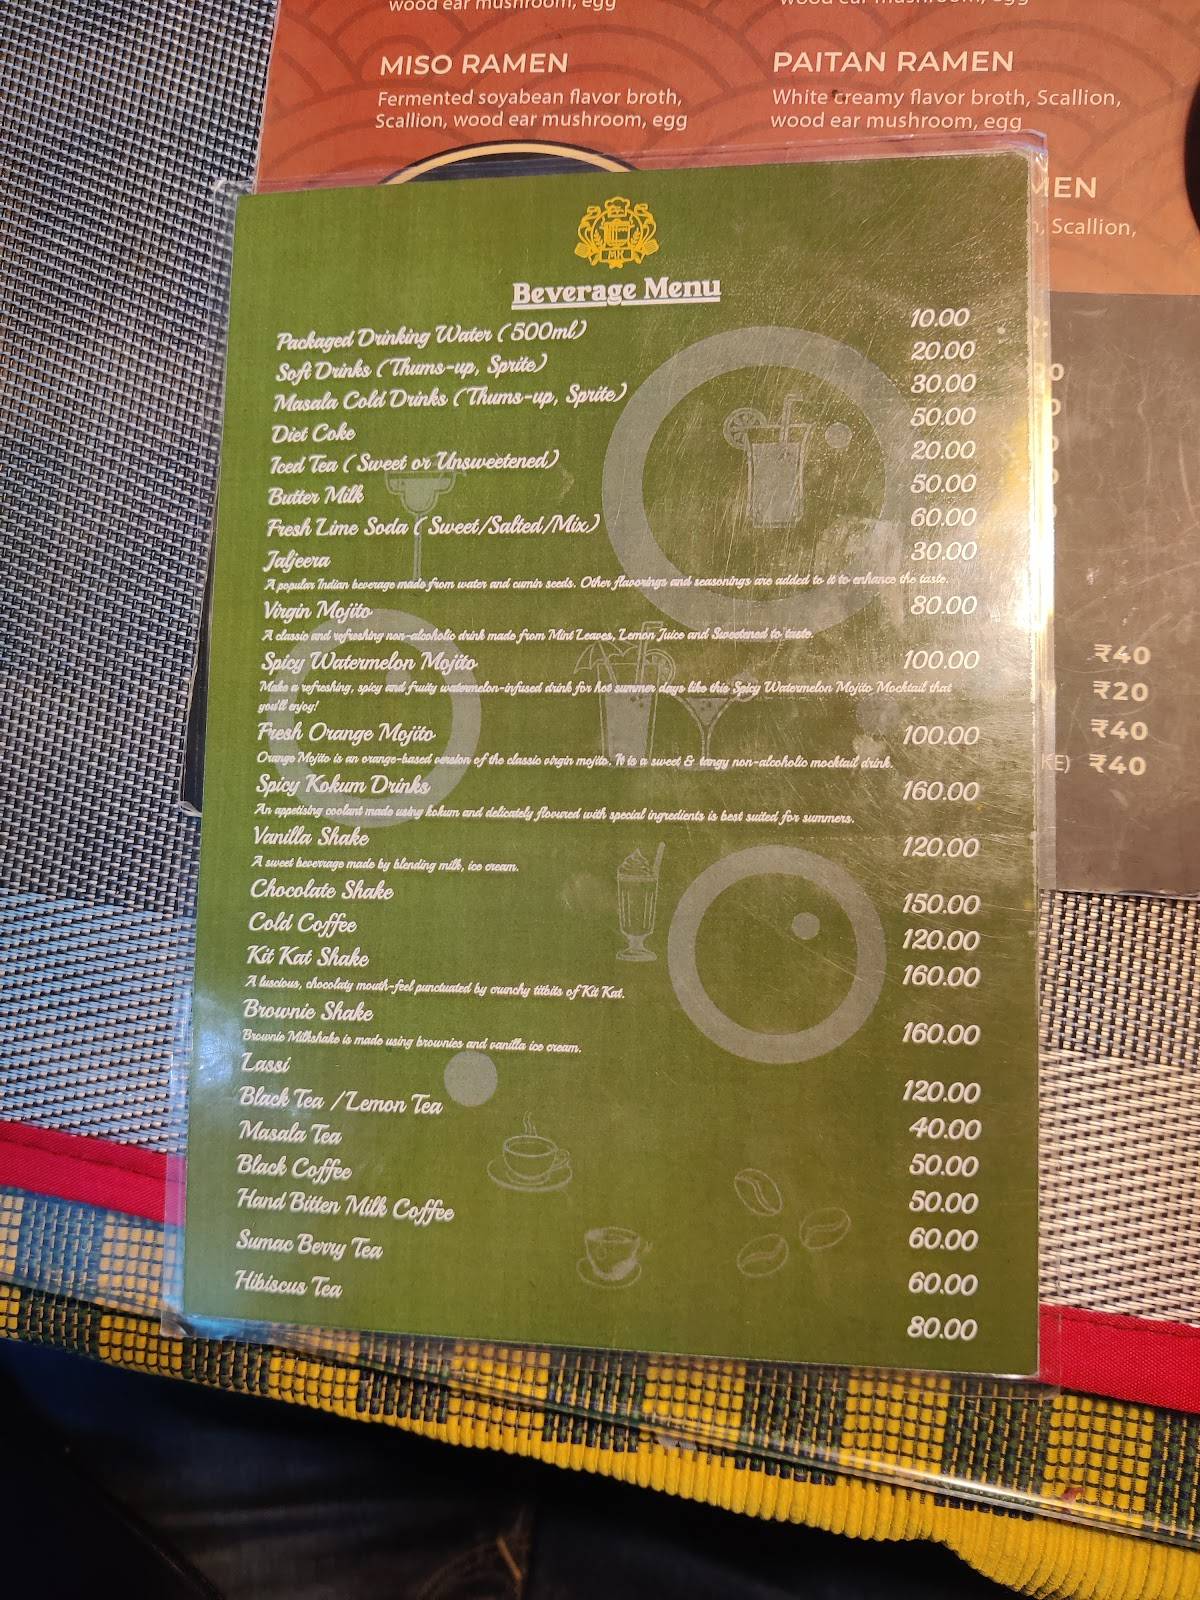 wood ear mushroom, egg
wood ear mushroom, egg
MISO RAMEN
PAITAN RAMEN
Fermented soyabean flavor broth,
Scallion, wood ear mushroom, egg
White creamy flavor broth, Scallion,
wood ear mushroom, egg
MEN
, Scallion,
MK
Beverage Menu
Packaged Drinking Water (500ml) 10.00
Soft Drinks (Thums-up, Sprite) 20.00
Masala Cold Drinks (Thums-up, Sprite) 30.00
Diet Coke 50.00
Iced Tea (Sweet or Unsweetened) 20.00
Butter Milk 50.00
Fresh Lime Soda (Sweet/Salted/Mix) 60.00
Jaljeera 30.00
A popular Indian beverage made from water and cumin seeds. Other flavorings and seasonings are added to it to enhance the taste.
Virgin Mojito 80.00
A classic and refreshing non-alcoholic drink made from Mint Leaves, Lemon Juice and Sweetened to taste.
Spicy Watermelon Mojito 100.00
Make a refreshing, spicy and fruity watermelon-infused drink for hot summer days like this Spicy Watermelon Mojito Mocktail that
you'll enjoy!
Fresh Orange Mojito 100.00
Orange Mojito is an orange-based version of the classic virgin mojito. It is a sweet & tangy non-alcoholic mocktail drink.
Spicy Kokum Drinks 160.00
An appetising coolant made using kokum and delicately flovured with special ingredients is best suited for summers.
Vanilla Shake 120.00
A sweet beverrage made by blending milk, ice cream.
Chocolate Shake 150.00
Cold Coffee 120.00
Kit Kat Shake 160.00
A luscious, chocolaty mouth-feel punctuated by crunchy titbits of Kit Kat.
Brownie Shake 160.00
Brownie Milkshake is made using brownies and vanilla ice cream.
Lassi 120.00
Black Tea /Lemon Tea 40.00
Masala Tea 50.00
Black Coffee 50.00
Hand Bitten Milk Coffee 60.00
Sumac Berry Tea 60.00
Hibiscus Tea 80.00
₹40
₹20
₹40
KE) ₹40